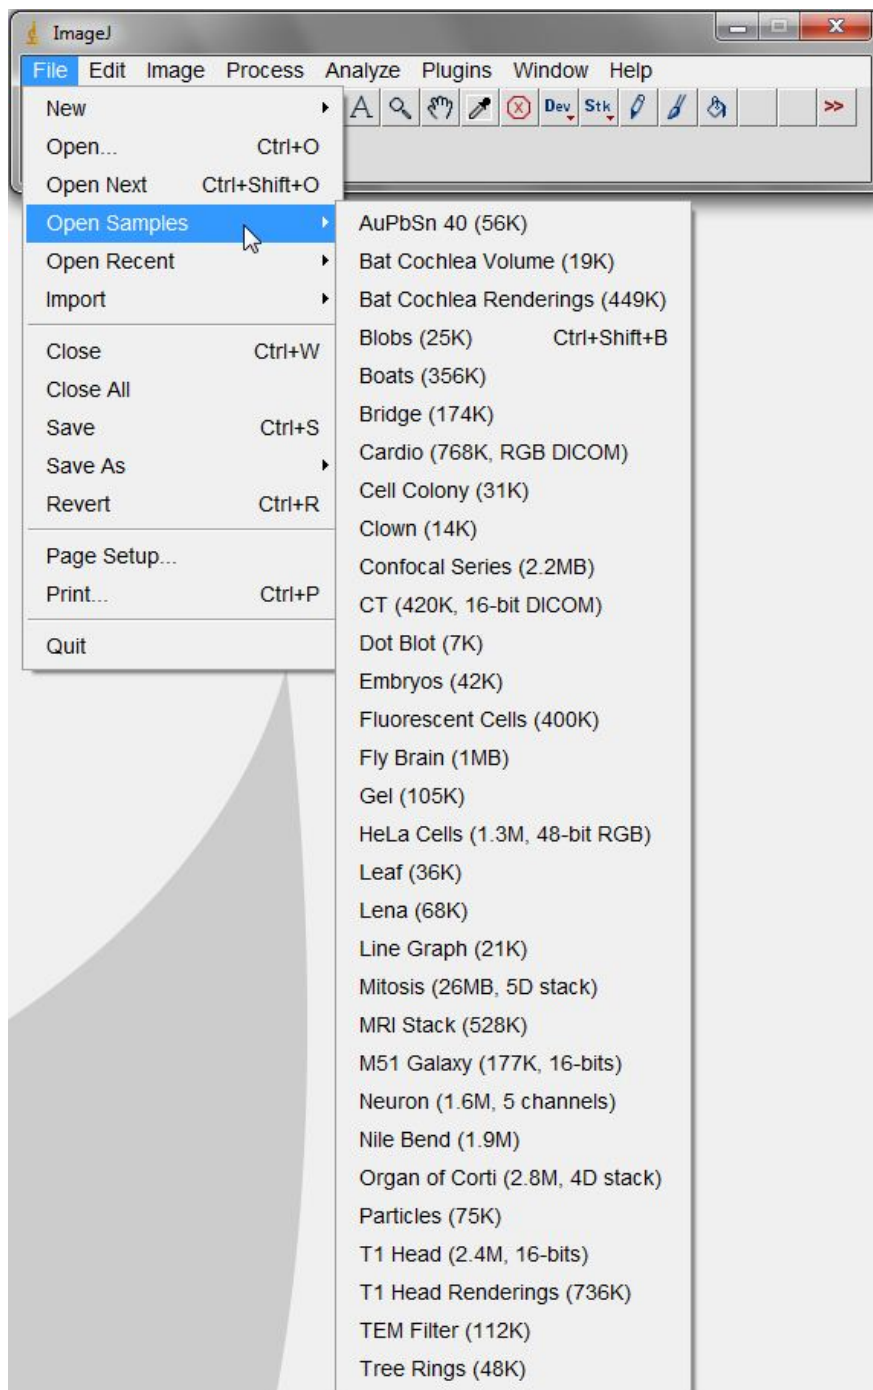 ImageJ
File Edit Image Process Analyze Plugins Window Help
A Dev Stk >>
New
Open... Ctrl+O
Open Next Ctrl+Shift+O
Open Samples
Open Recent
Import
Close Ctrl+W
Close All
Save Ctrl+S
Save As
Revert Ctrl+R
Page Setup...
Print... Ctrl+P
Quit
AuPbSn 40 (56K)
Bat Cochlea Volume (19K)
Bat Cochlea Renderings (449K)
Blobs (25K) Ctrl+Shift+B
Boats (356K)
Bridge (174K)
Cardio (768K, RGB DICOM)
Cell Colony (31K)
Clown (14K)
Confocal Series (2.2MB)
CT (420K, 16-bit DICOM)
Dot Blot (7K)
Embryos (42K)
Fluorescent Cells (400K)
Fly Brain (1MB)
Gel (105K)
HeLa Cells (1.3M, 48-bit RGB)
Leaf (36K)
Lena (68K)
Line Graph (21K)
Mitosis (26MB, 5D stack)
MRI Stack (528K)
M51 Galaxy (177K, 16-bits)
Neuron (1.6M, 5 channels)
Nile Bend (1.9M)
Organ of Corti (2.8M, 4D stack)
Particles (75K)
T1 Head (2.4M, 16-bits)
T1 Head Renderings (736K)
TEM Filter (112K)
Tree Rings (48K)